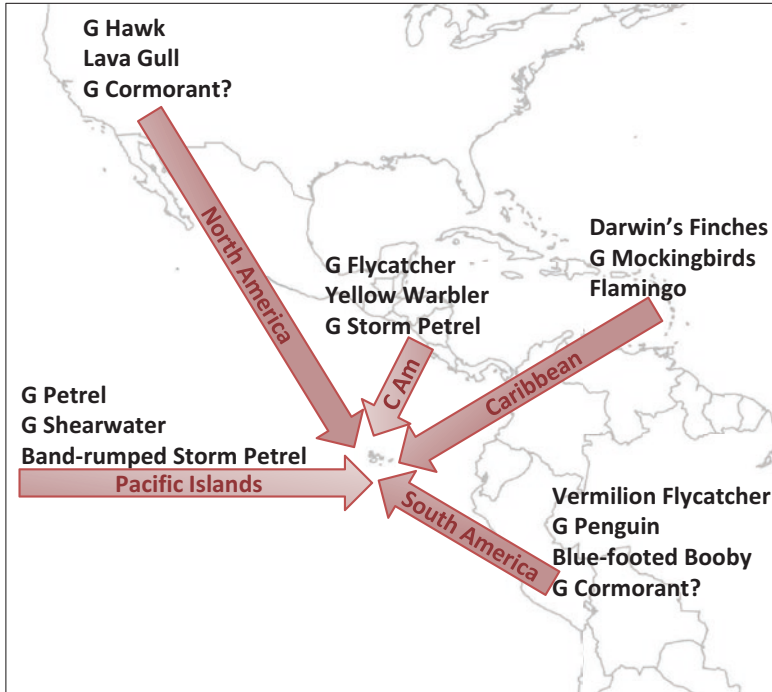 G Hawk
Lava Gull
G Cormorant?
North America
Darwin's Finches
G Mockingbirds
Flamingo
Caribbean
G Flycatcher
Yellow Warbler
G Storm Petrel
C Am
G Petrel
G Shearwater
Band-rumped Storm Petrel
Pacific Islands
Vermilion Flycatcher
G Penguin
Blue-footed Booby
G Cormorant?
South America